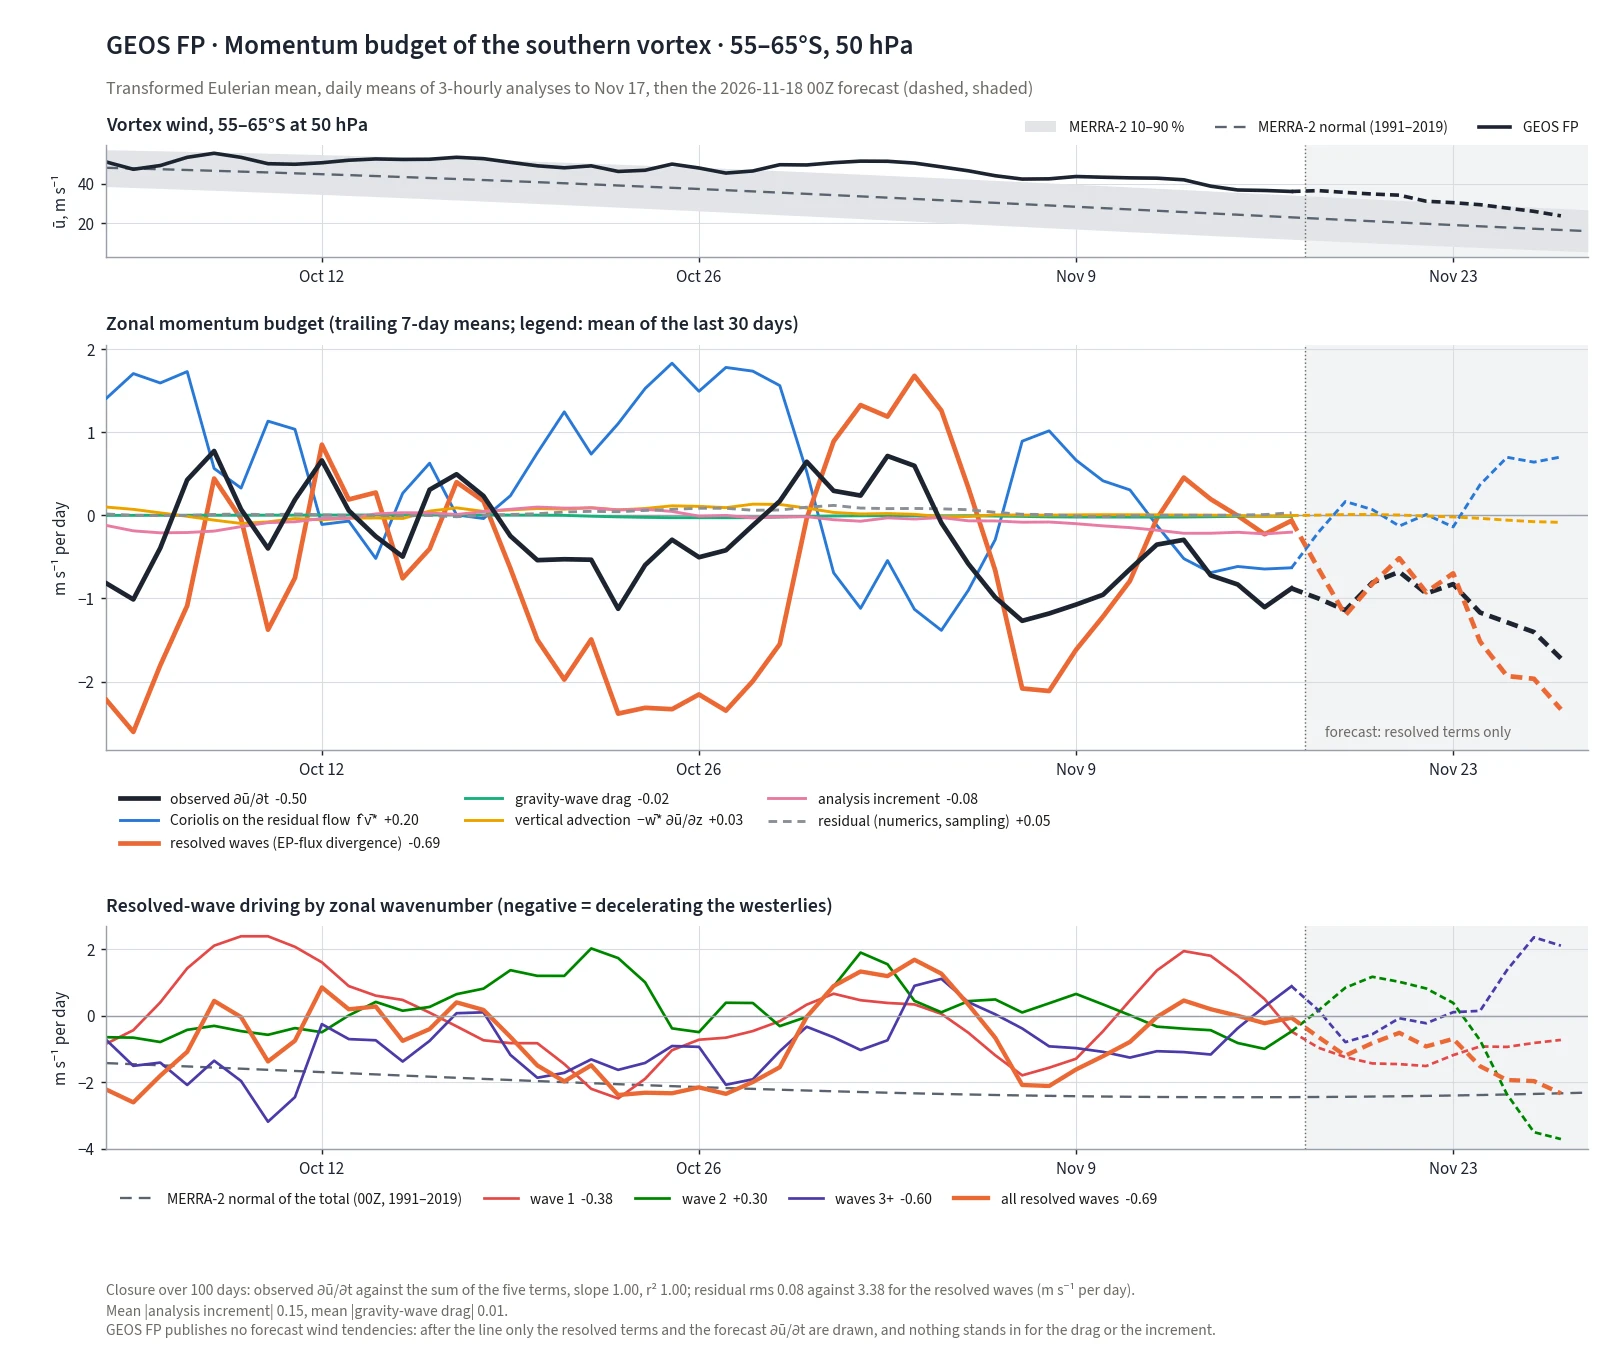 GEOS FP · Momentum budget of the southern vortex · 55–65°S, 50 hPa
Transformed Eulerian mean, daily means of 3-hourly analyses to Nov 17, then the 2026-11-18 00Z forecast (dashed, shaded)
Vortex wind, 55–65°S at 50 hPa
MERRA-2 10–90 %
MERRA-2 normal (1991–2019)
GEOS FP
ū, m s⁻¹
40
20
Oct 12
Oct 26
Nov 9
Nov 23
Zonal momentum budget (trailing 7-day means; legend: mean of the last 30 days)
m s⁻¹ per day
2
1
0
−1
−2
forecast: resolved terms only
Oct 12
Oct 26
Nov 9
Nov 23
observed ∂ū/∂t -0.50
Coriolis on the residual flow f v̄* +0.20
resolved waves (EP-flux divergence) -0.69
gravity-wave drag -0.02
vertical advection −w̄* ∂ū/∂z +0.03
analysis increment -0.08
residual (numerics, sampling) +0.05
Resolved-wave driving by zonal wavenumber (negative = decelerating the westerlies)
m s⁻¹ per day
2
0
−2
−4
Oct 12
Oct 26
Nov 9
Nov 23
MERRA-2 normal of the total (00Z, 1991–2019)
wave 1 -0.38
wave 2 +0.30
waves 3+ -0.60
all resolved waves -0.69
Closure over 100 days: observed ∂ū/∂t against the sum of the five terms, slope 1.00, r² 1.00; residual rms 0.08 against 3.38 for the resolved waves (m s⁻¹ per day).
Mean |analysis increment| 0.15, mean |gravity-wave drag| 0.01.
GEOS FP publishes no forecast wind tendencies: after the line only the resolved terms and the forecast ∂ū/∂t are drawn, and nothing stands in for the drag or the increment.